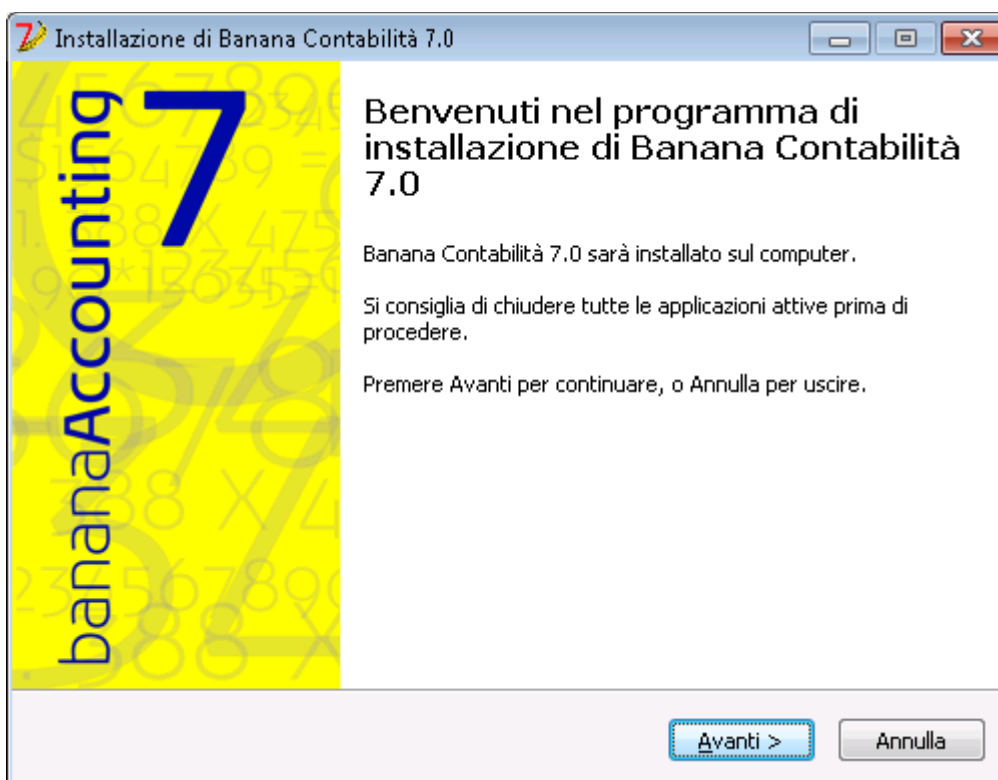 Installazione di Banana Contabilità 7.0
bananaAccounting 7
Benvenuti nel programma di
installazione di Banana Contabilità
7.0
Banana Contabilità 7.0 sarà installato sul computer.
Si consiglia di chiudere tutte le applicazioni attive prima di
procedere.
Premere Avanti per continuare, o Annulla per uscire.
Avanti >
Annulla